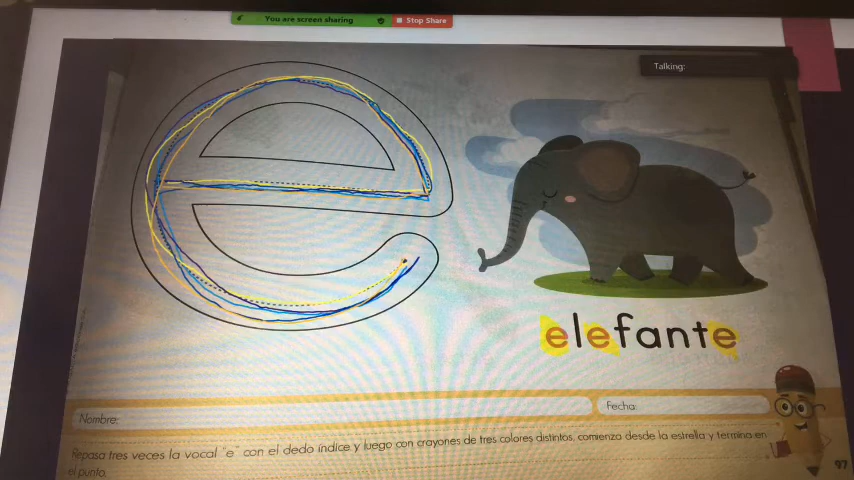 You are screen sharing
Stop Share
Talking:
e
elefante
Nombre:
Fecha:
Repasa tres veces la vocal "e" con el dedo índice y luego con crayones de tres colores distintos, comienza desde la estrella y termina en
el punto.
97